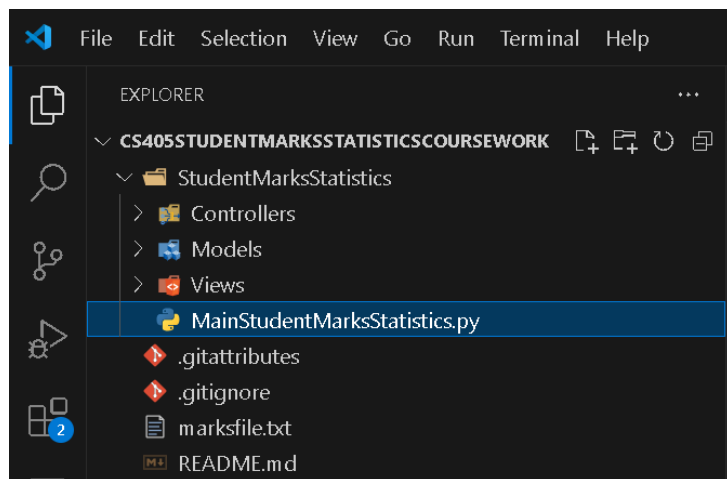 File Edit Selection View Go Run Terminal Help
EXPLORER
CS405STUDENTMARKSSTATISTICSCOURSEWORK
StudentMarksStatistics
Controllers
Models
Views
MainStudentMarksStatistics.py
.gitattributes
.gitignore
marksfile.txt
M↓ README.md
2